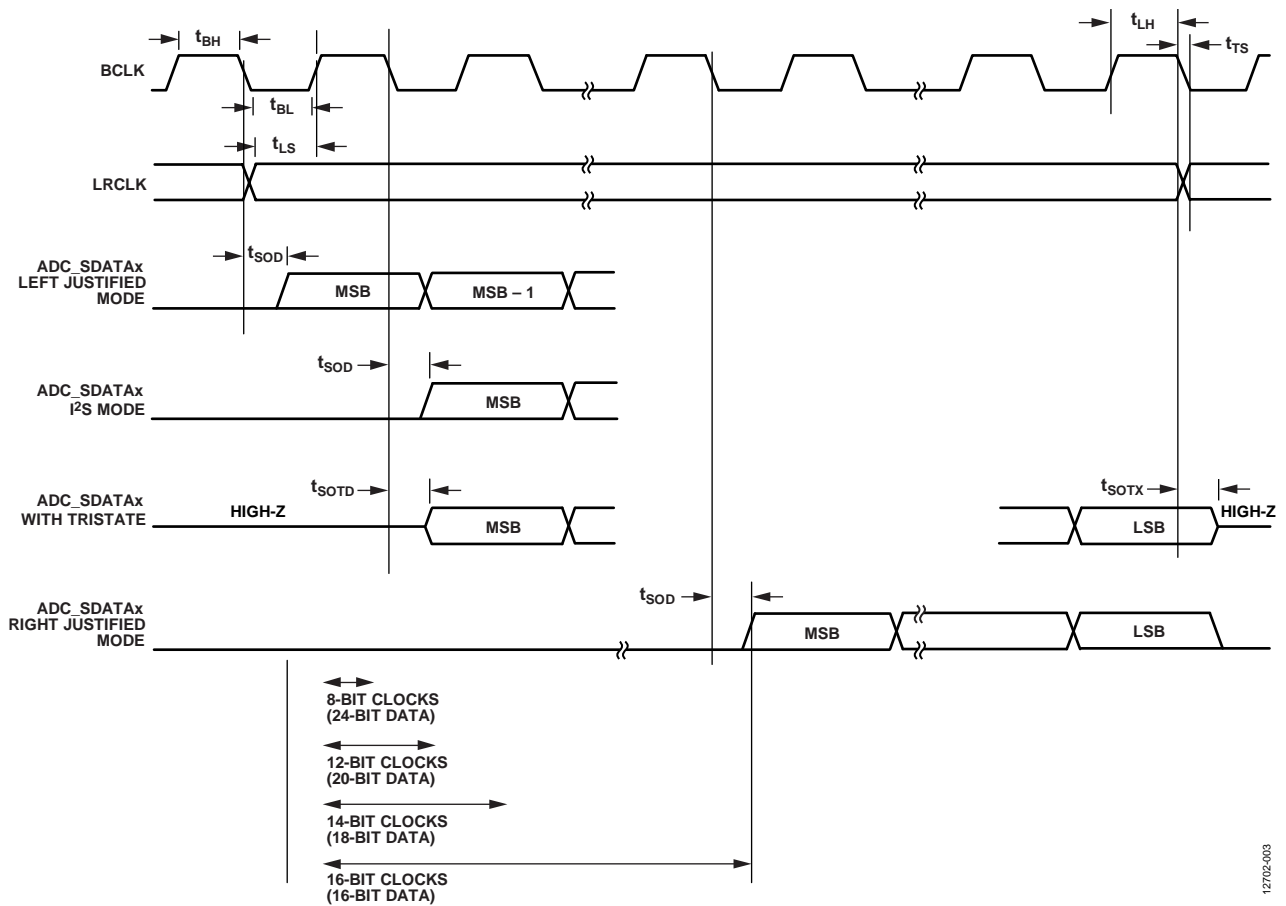 tBH
tLH
tTS
BCLK
tBL
tLS
LRCLK
tSOD
ADC_SDATAx
LEFT JUSTIFIED
MODE
MSB
MSB – 1
tSOD
ADC_SDATAx
I2S MODE
MSB
tSOTD
tSOTX
ADC_SDATAx
WITH TRISTATE
HIGH-Z
MSB
LSB
HIGH-Z
tSOD
ADC_SDATAx
RIGHT JUSTIFIED
MODE
MSB
LSB
8-BIT CLOCKS
(24-BIT DATA)
12-BIT CLOCKS
(20-BIT DATA)
14-BIT CLOCKS
(18-BIT DATA)
16-BIT CLOCKS
(16-BIT DATA)
12702-003